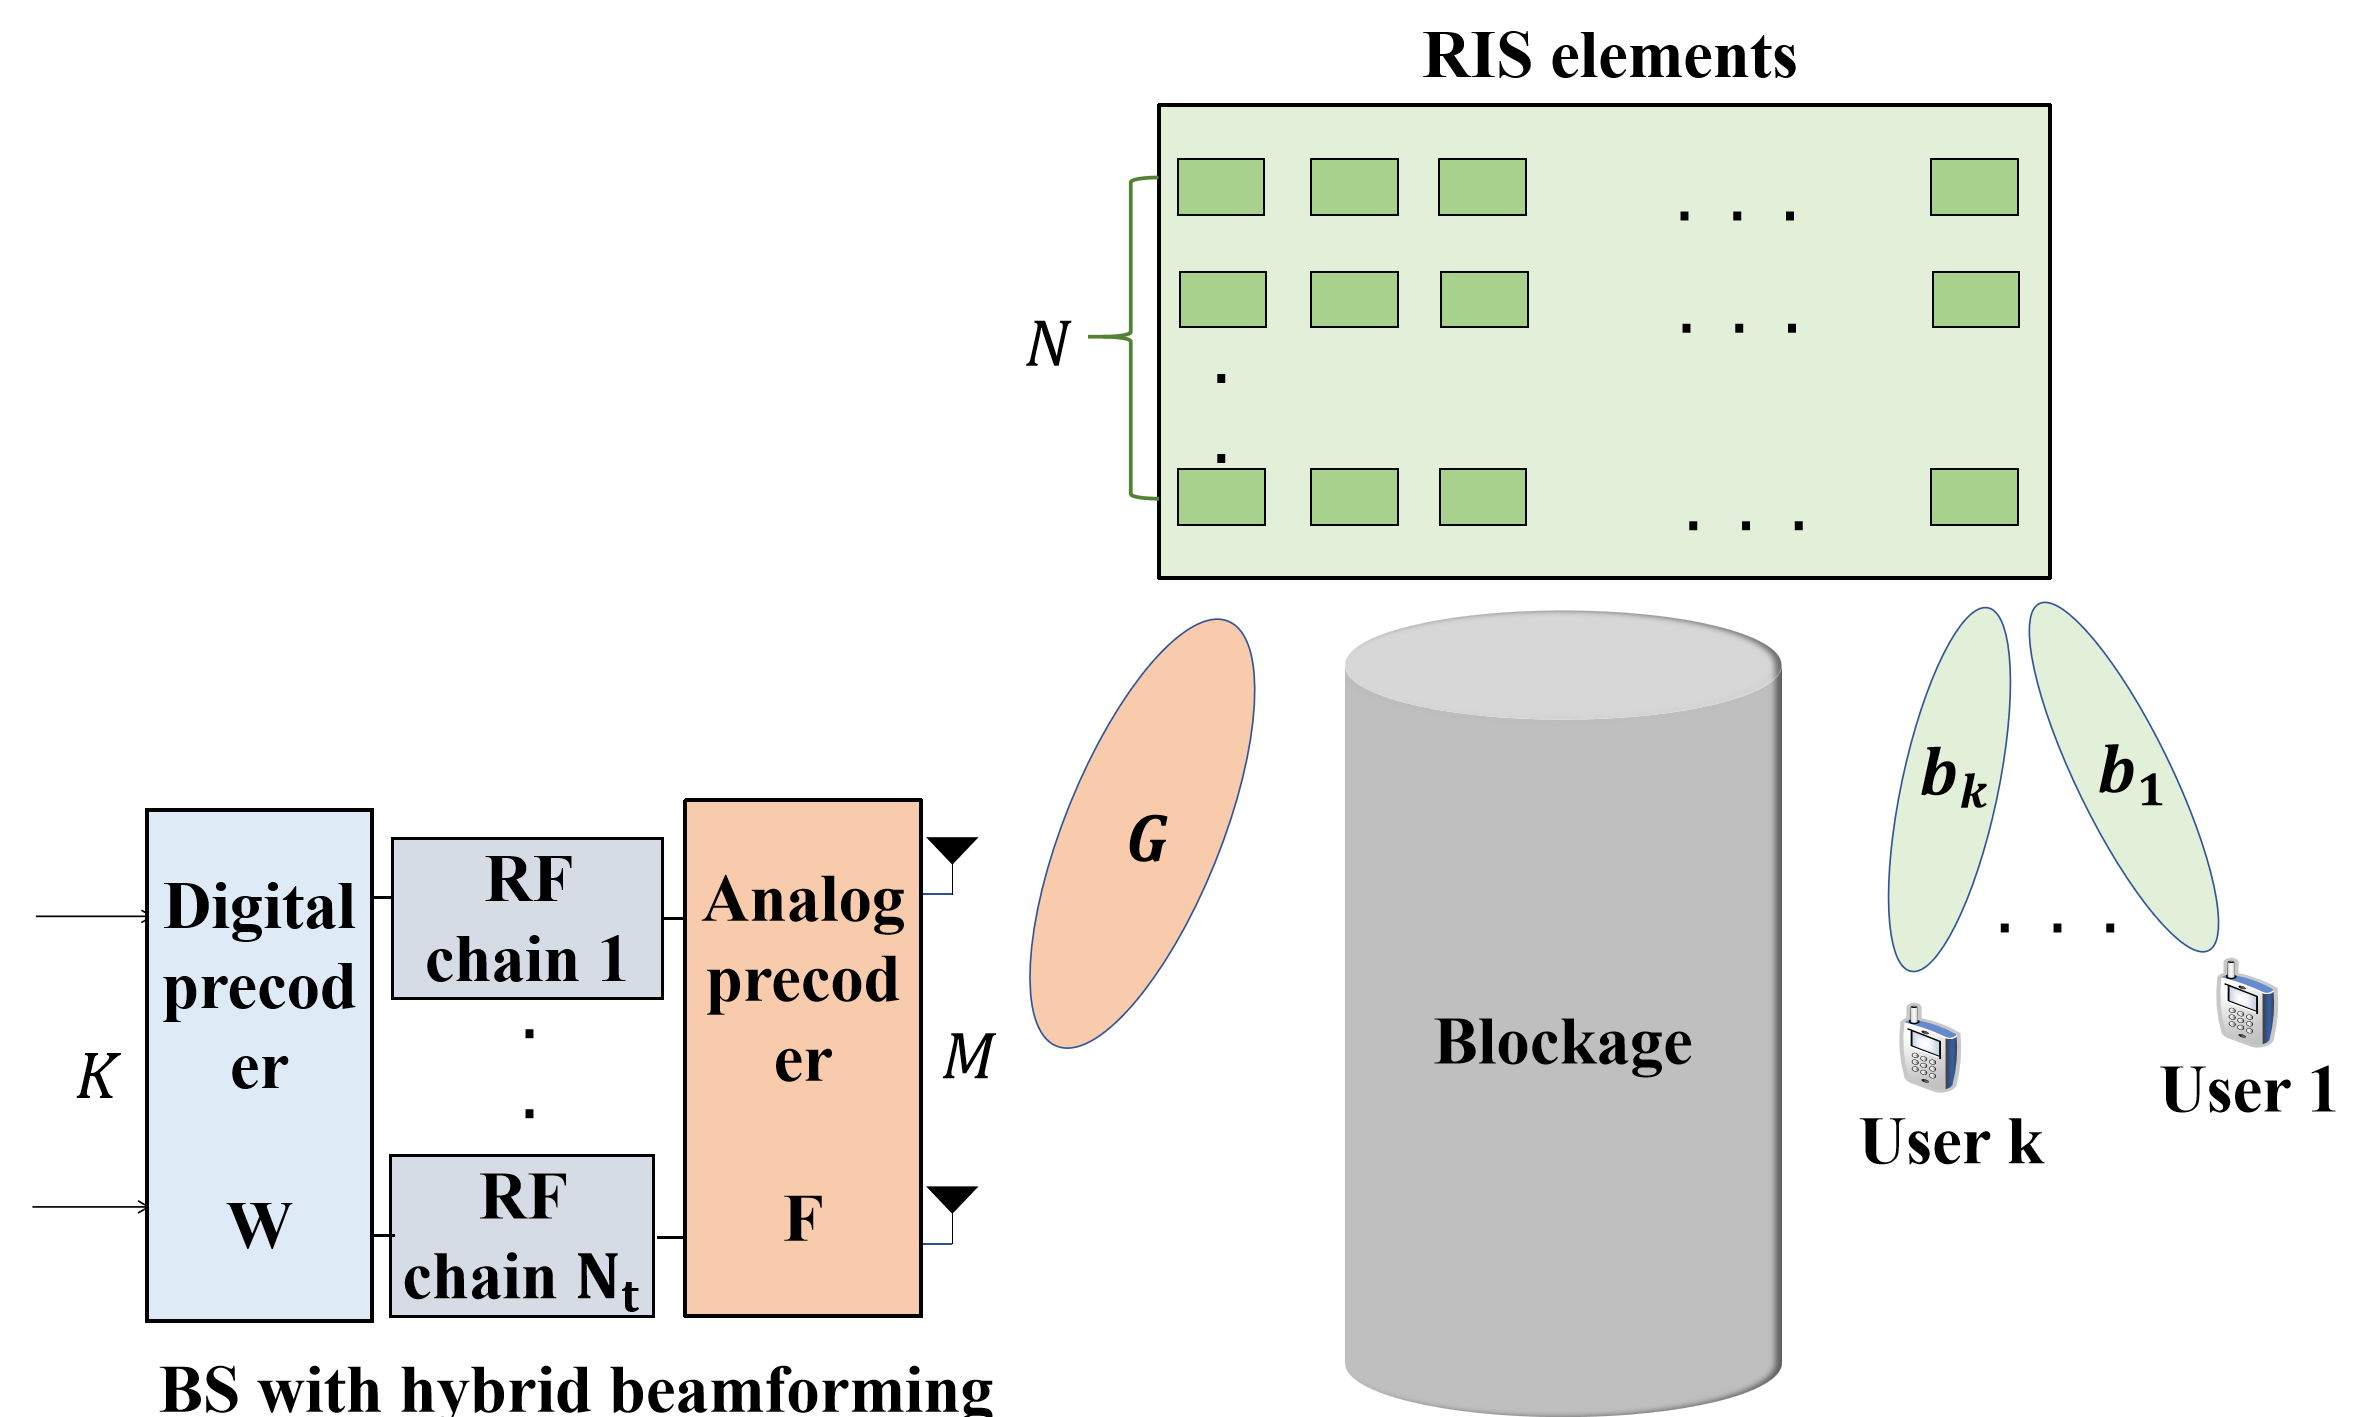 RIS elements
N
G
b_k
b_1
Digital
precod
er
W
RF
chain 1
Analog
precod
er
F
K
M
RF
chain N_t
Blockage
User 1
User k
BS with hybrid beamforming